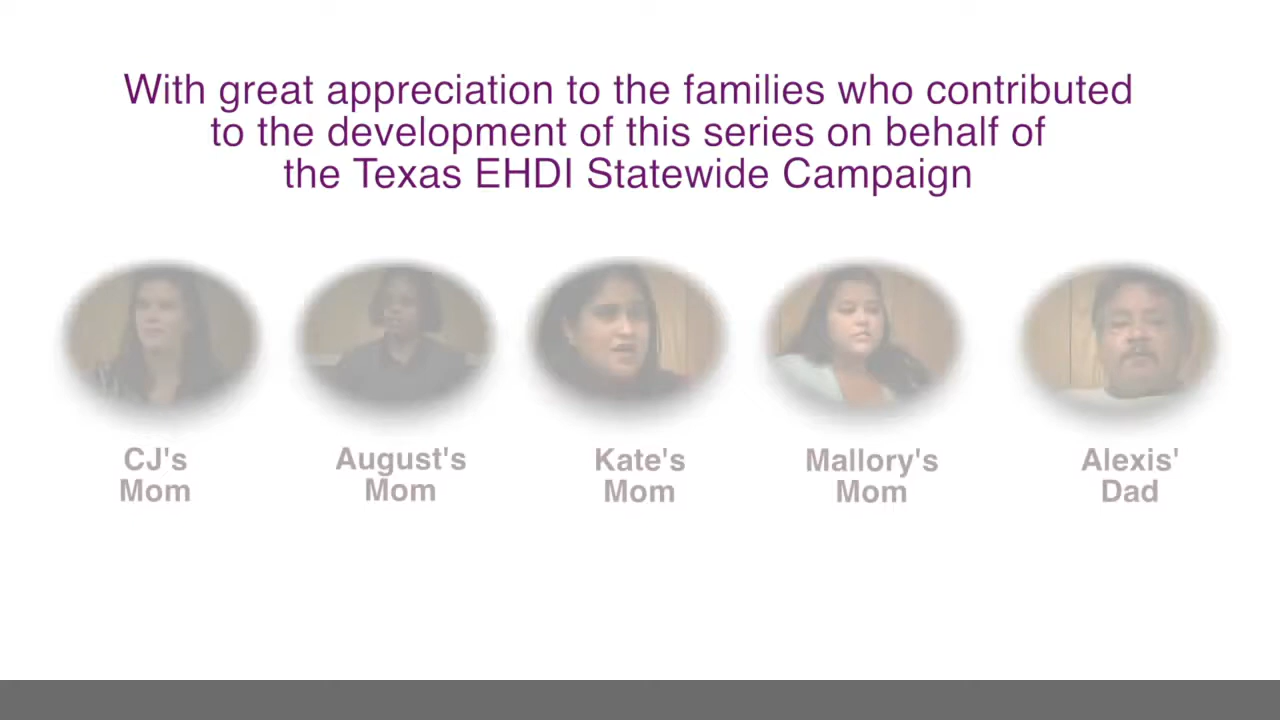 With great appreciation to the families who contributed
to the development of this series on behalf of
the Texas EHDI Statewide Campaign
CJ's
Mom
August's
Mom
Kate's
Mom
Mallory's
Mom
Alexis'
Dad